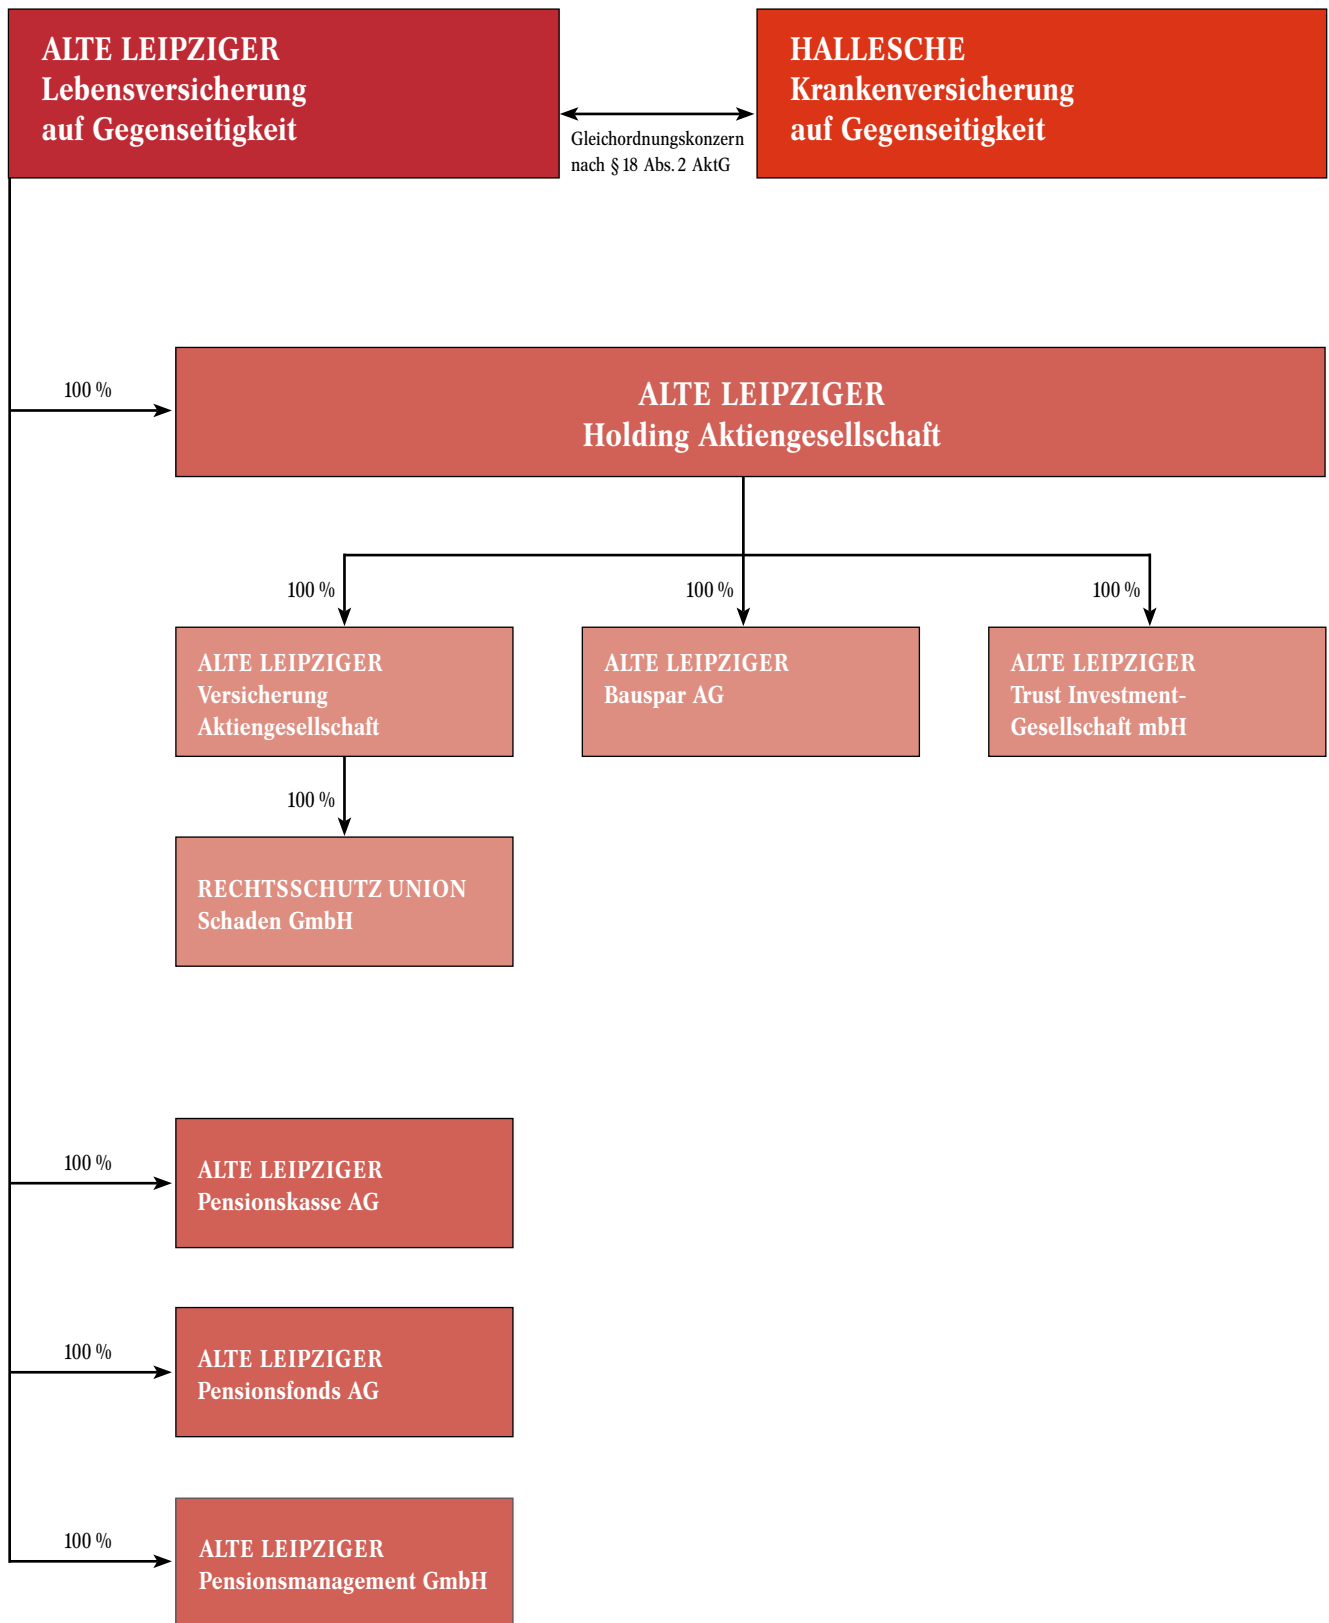 ALTE LEIPZIGER
Lebensversicherung
auf Gegenseitigkeit
Gleichordnungskonzern
nach § 18 Abs. 2 AktG
HALLESCHE
Krankenversicherung
auf Gegenseitigkeit
100 %
ALTE LEIPZIGER
Holding Aktiengesellschaft
100 %
100 %
100 %
ALTE LEIPZIGER
Versicherung
Aktiengesellschaft
ALTE LEIPZIGER
Bauspar AG
ALTE LEIPZIGER
Trust Investment-
Gesellschaft mbH
100 %
RECHTSSCHUTZ UNION
Schaden GmbH
100 %
ALTE LEIPZIGER
Pensionskasse AG
100 %
ALTE LEIPZIGER
Pensionsfonds AG
100 %
ALTE LEIPZIGER
Pensionsmanagement GmbH